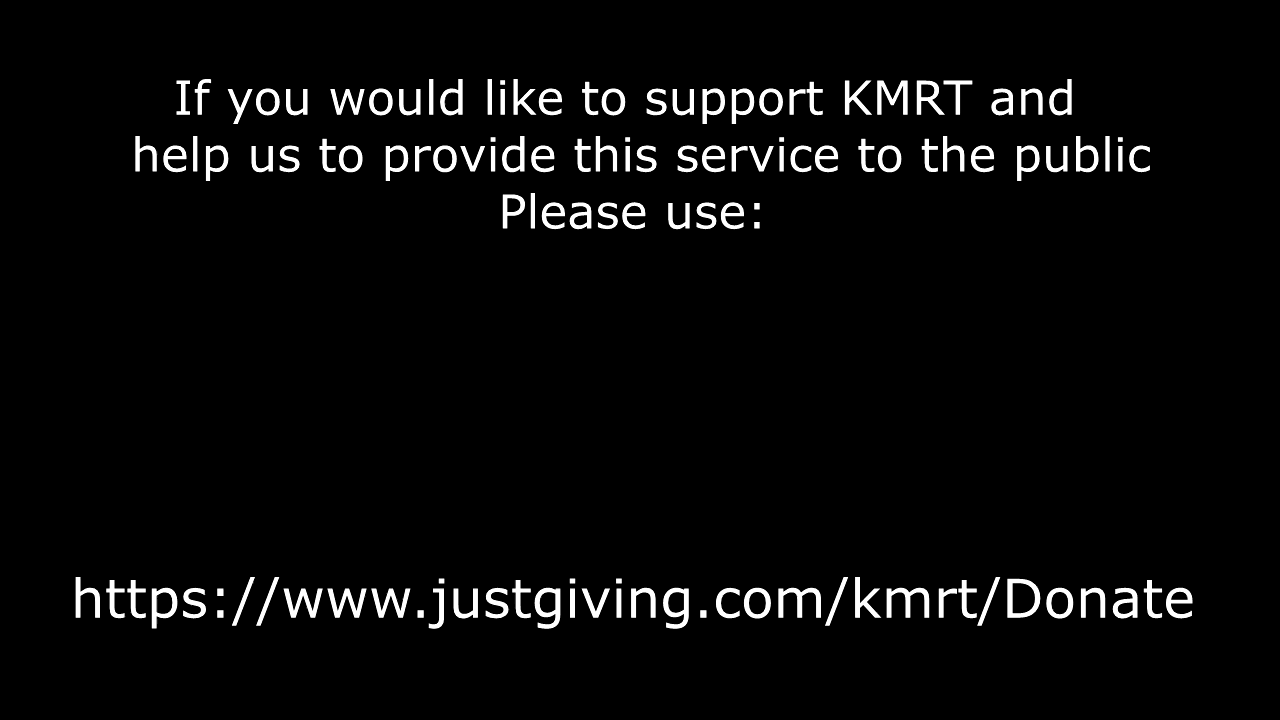 If you would like to support KMRT and
help us to provide this service to the public
Please use:
https://www.justgiving.com/kmrt/Donate